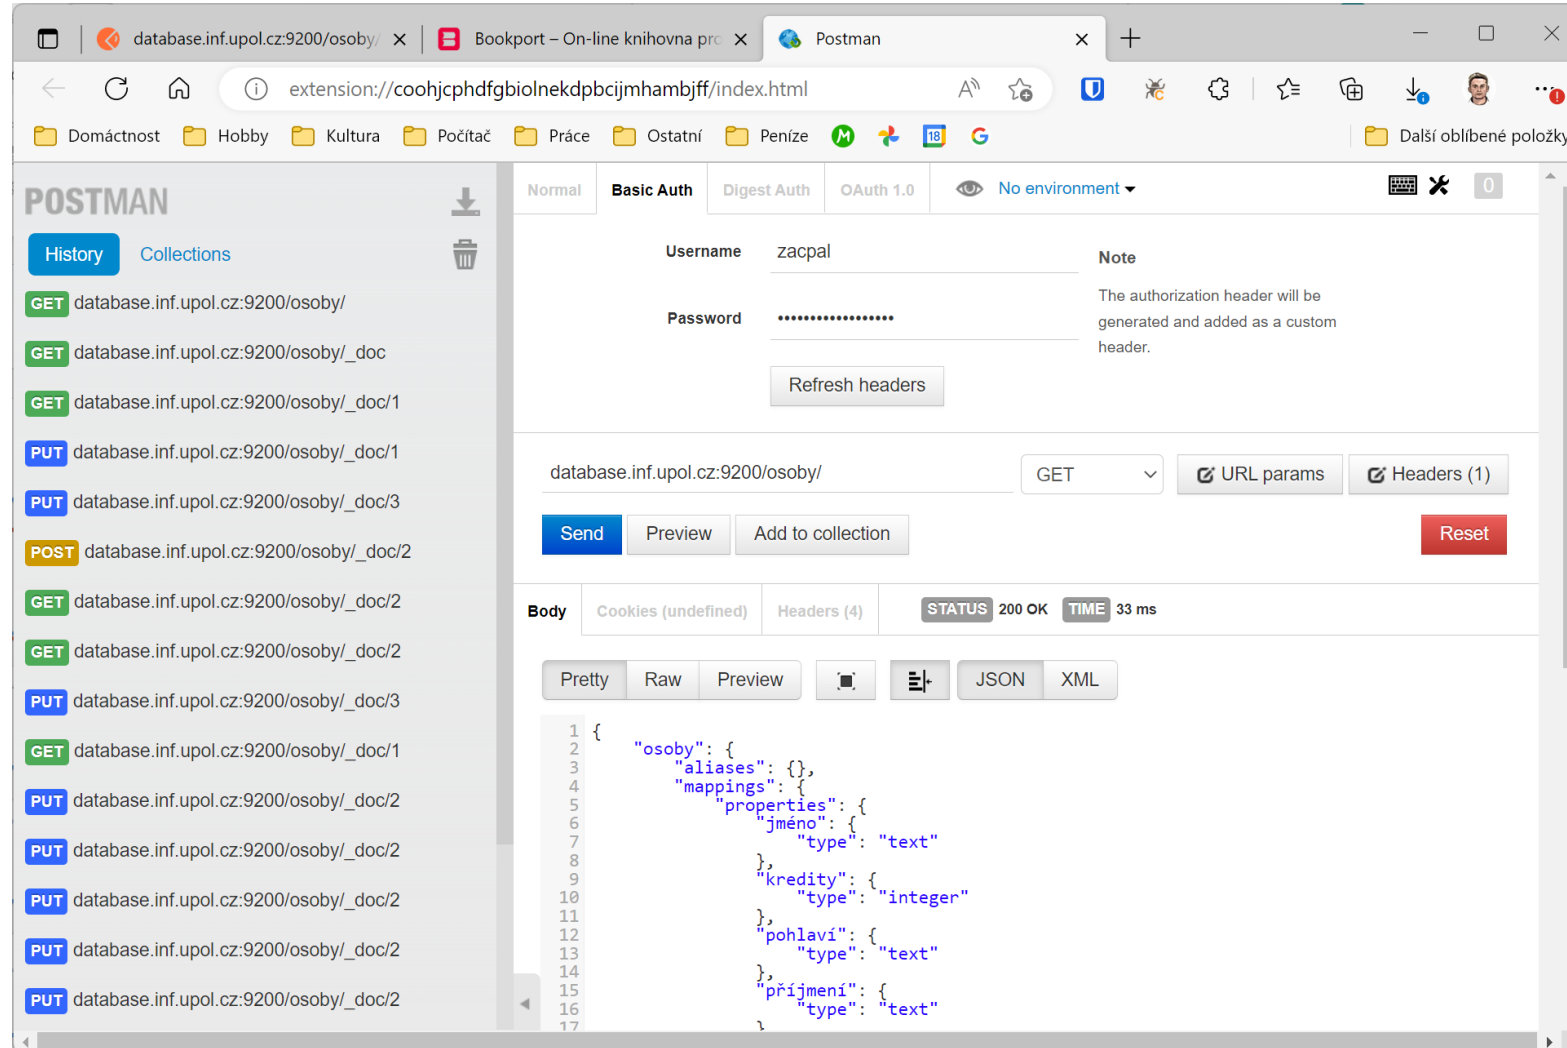 database.inf.upol.cz:9200/osoby/
Bookport – On-line knihovna pro
Postman
extension://coohjcphdfgbiolnekdpbcijmhambjff/index.html
Domáctnost
Hobby
Kultura
Počítač
Práce
Ostatní
Peníze
18
Další oblíbené položky
POSTMAN
History
Collections
GET database.inf.upol.cz:9200/osoby/
GET database.inf.upol.cz:9200/osoby/_doc
GET database.inf.upol.cz:9200/osoby/_doc/1
PUT database.inf.upol.cz:9200/osoby/_doc/1
PUT database.inf.upol.cz:9200/osoby/_doc/3
POST database.inf.upol.cz:9200/osoby/_doc/2
GET database.inf.upol.cz:9200/osoby/_doc/2
GET database.inf.upol.cz:9200/osoby/_doc/2
PUT database.inf.upol.cz:9200/osoby/_doc/3
GET database.inf.upol.cz:9200/osoby/_doc/1
PUT database.inf.upol.cz:9200/osoby/_doc/2
PUT database.inf.upol.cz:9200/osoby/_doc/2
PUT database.inf.upol.cz:9200/osoby/_doc/2
PUT database.inf.upol.cz:9200/osoby/_doc/2
PUT database.inf.upol.cz:9200/osoby/_doc/2
Normal
Basic Auth
Digest Auth
OAuth 1.0
No environment
0
Username zacpal
Password ••••••••••••••••••
Refresh headers
Note
The authorization header will be
generated and added as a custom
header.
database.inf.upol.cz:9200/osoby/
GET
URL params
Headers (1)
Send
Preview
Add to collection
Reset
Body
Cookies (undefined)
Headers (4)
STATUS 200 OK TIME 33 ms
Pretty
Raw
Preview
JSON
XML
1 {
2 "osoby": {
3 "aliases": {},
4 "mappings": {
5 "properties": {
6 "jméno": {
7 "type": "text"
8 },
9 "kredity": {
10 "type": "integer"
11 },
12 "pohlaví": {
13 "type": "text"
14 },
15 "příjmení": {
16 "type": "text"
17 }